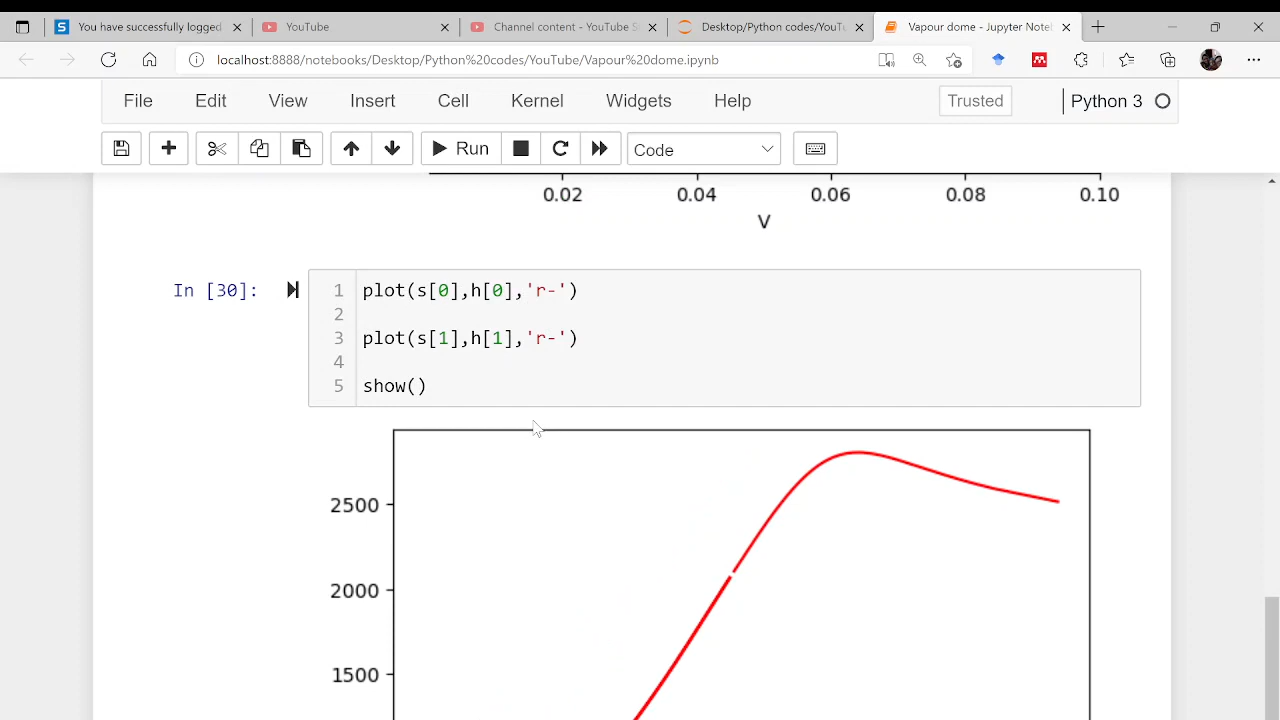 You have successfully logged
YouTube
Channel content - YouTube S
Desktop/Python codes/YouTu
Vapour dome - Jupyter Noteb
localhost:8888/notebooks/Desktop/Python%20codes/YouTube/Vapour%20dome.ipynb
File Edit View Insert Cell Kernel Widgets Help
Trusted
Python 3
Run
Code
0.02 0.04 0.06 0.08 0.10
V
In [30]:
1 plot(s[0],h[0],'r-')
2
3 plot(s[1],h[1],'r-')
4
5 show()
2500
2000
1500